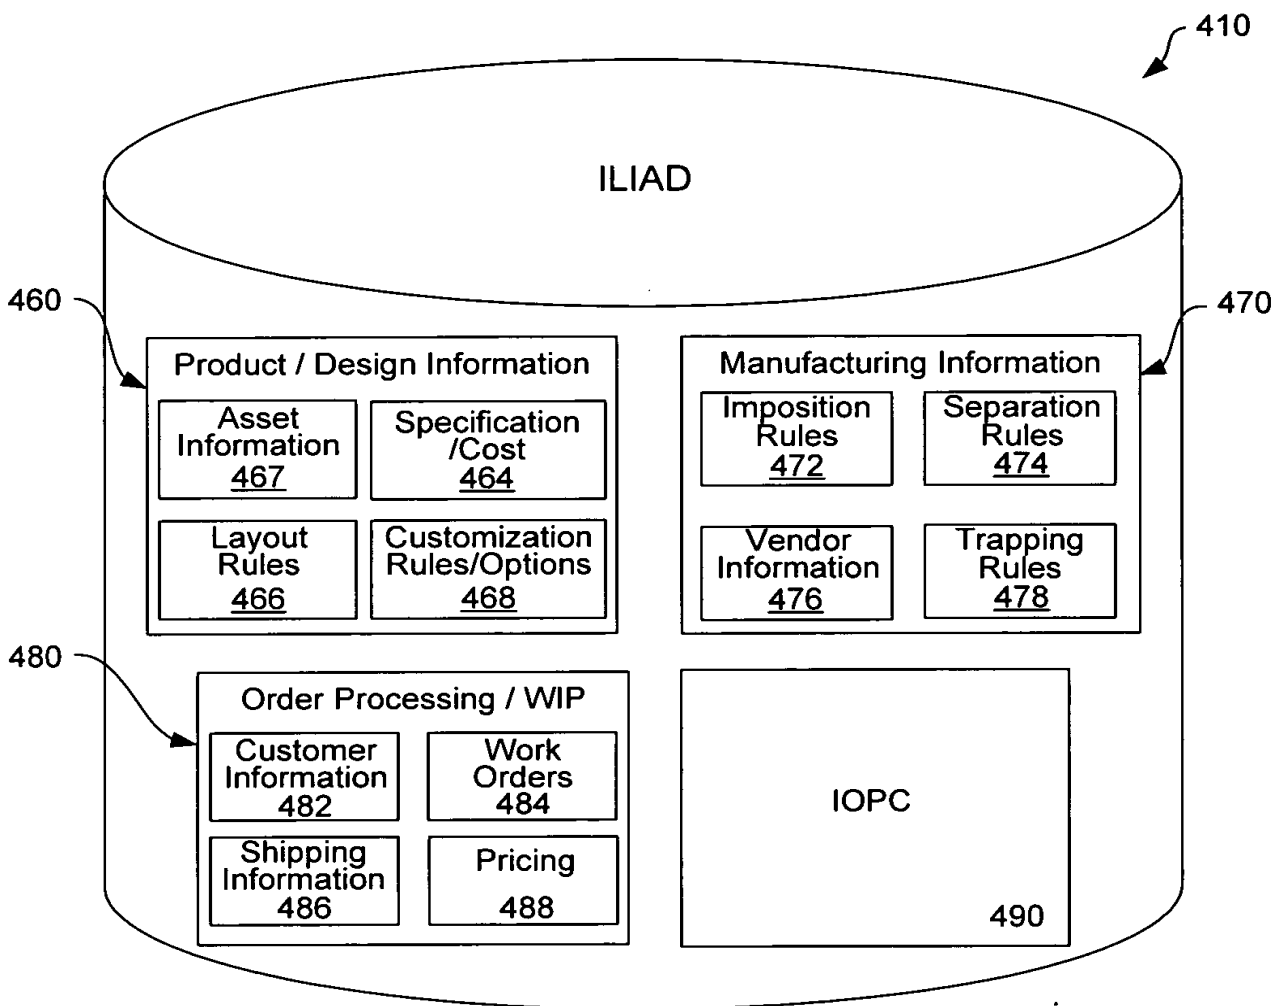 410
ILIAD
460
470
Product / Design Information
Asset
Information
467
Specification
/Cost
464
Layout
Rules
466
Customization
Rules/Options
468
Manufacturing Information
Imposition
Rules
472
Separation
Rules
474
Vendor
Information
476
Trapping
Rules
478
480
Order Processing / WIP
Customer
Information
482
Work
Orders
484
Shipping
Information
486
Pricing
488
IOPC
490